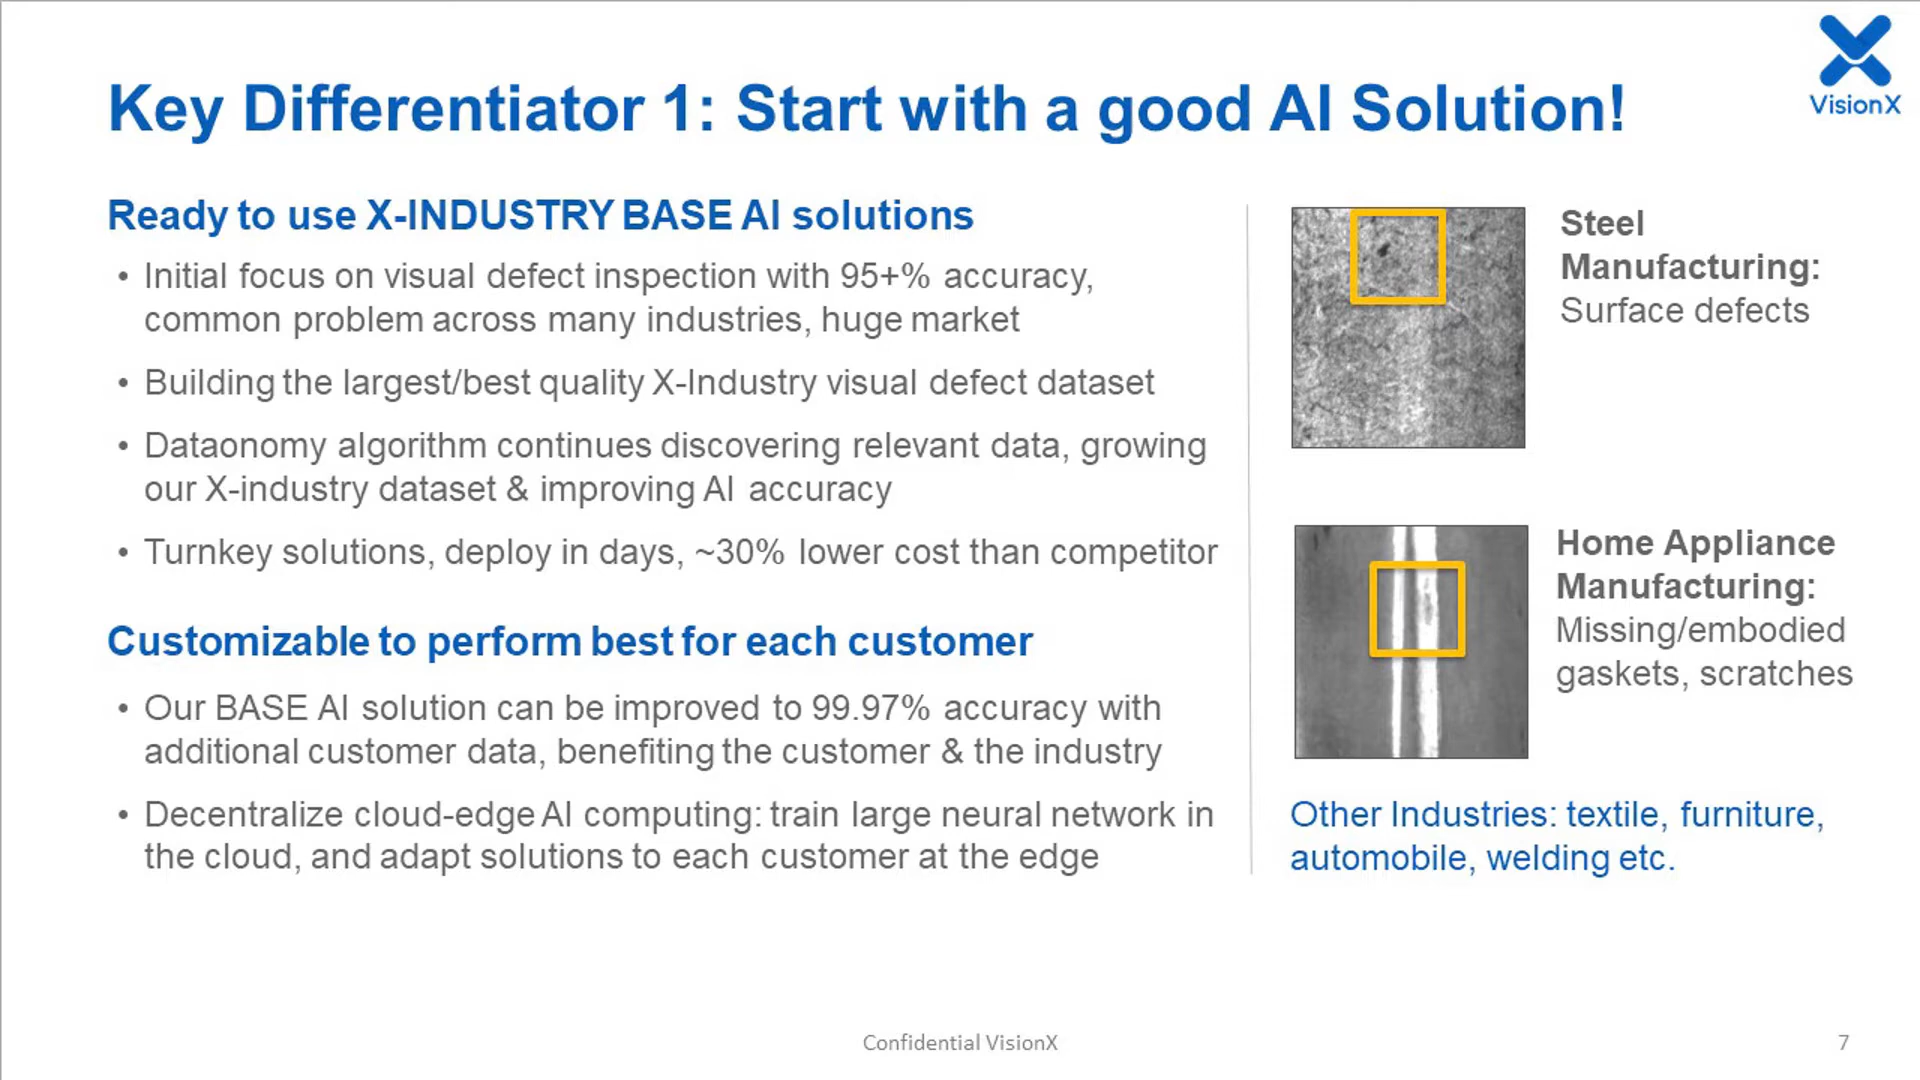 VisionX
Key Differentiator 1: Start with a good AI Solution!
Ready to use X-INDUSTRY BASE AI solutions
• Initial focus on visual defect inspection with 95+% accuracy,
common problem across many industries, huge market
• Building the largest/best quality X-Industry visual defect dataset
• Dataonomy algorithm continues discovering relevant data, growing
our X-industry dataset & improving AI accuracy
• Turnkey solutions, deploy in days, ~30% lower cost than competitor
Customizable to perform best for each customer
• Our BASE AI solution can be improved to 99.97% accuracy with
additional customer data, benefiting the customer & the industry
• Decentralize cloud-edge AI computing: train large neural network in
the cloud, and adapt solutions to each customer at the edge
Steel
Manufacturing:
Surface defects
Home Appliance
Manufacturing:
Missing/embodied
gaskets, scratches
Other Industries: textile, furniture,
automobile, welding etc.
Confidential VisionX
7